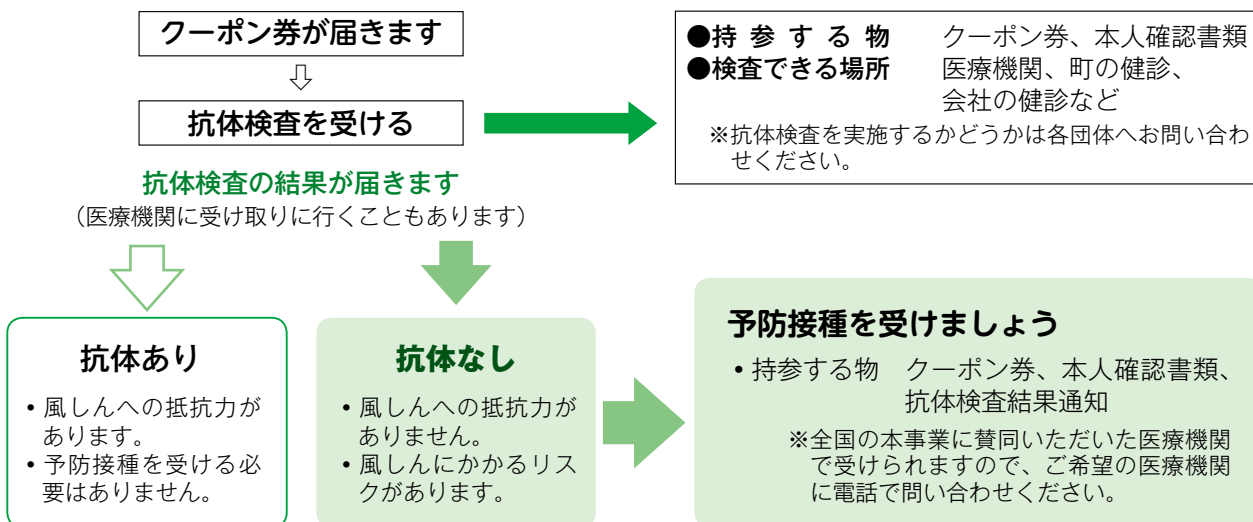 クーポン券が届きます
抗体検査を受ける
●持参する物 クーポン券、本人確認書類
●検査できる場所 医療機関、町の健診、
会社の健診など
※抗体検査を実施するかどうかは各団体へお問い合わ
せください。
抗体検査の結果が届きます
（医療機関に受け取りに行くこともあります）
抗体あり
• 風しんへの抵抗力が
あります。
• 予防接種を受ける必
要はありません。
抗体なし
• 風しんへの抵抗力が
ありません。
• 風しんにかかるリス
クがあります。
予防接種を受けましょう
• 持参する物 クーポン券、本人確認書類、
抗体検査結果通知
※全国の本事業に賛同いただいた医療機関
で受けられますので、ご希望の医療機関
に電話で問い合わせください。